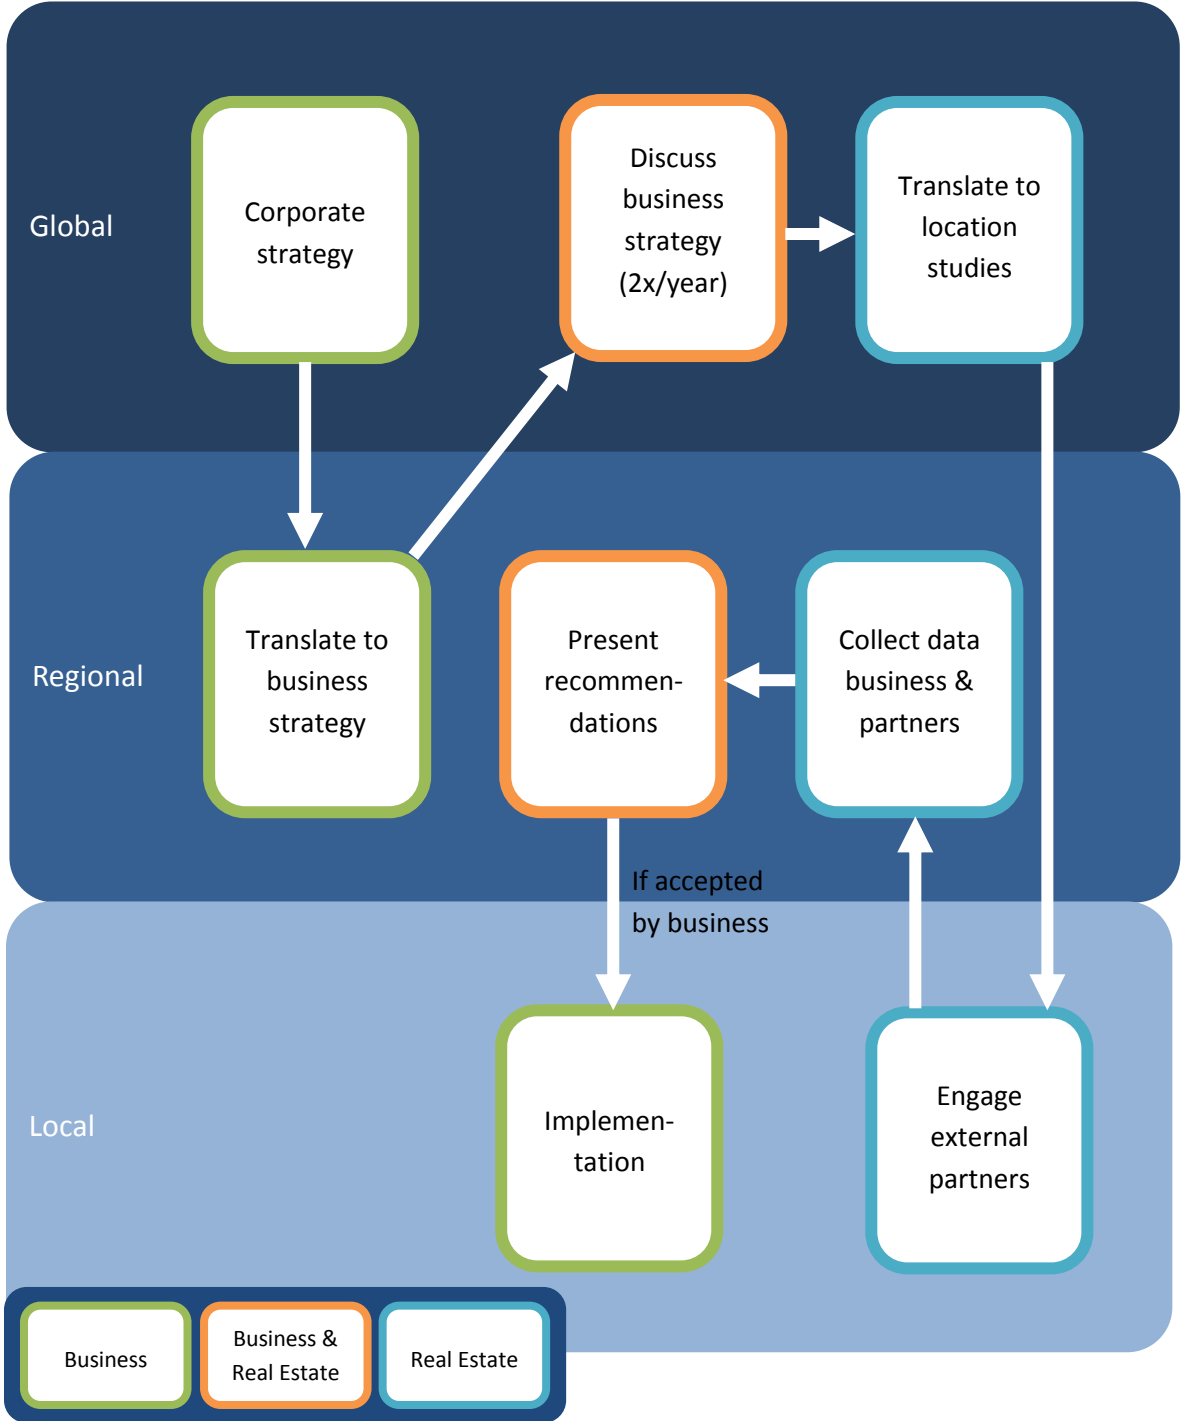 Global
Corporate
strategy
Discuss
business
strategy
(2x/year)
Translate to
location
studies
Regional
Translate to
business
strategy
Present
recommen-
dations
Collect data
business &
partners
If accepted
by business
Local
Implemen-
tation
Engage
external
partners
Business
Business &
Real Estate
Real Estate